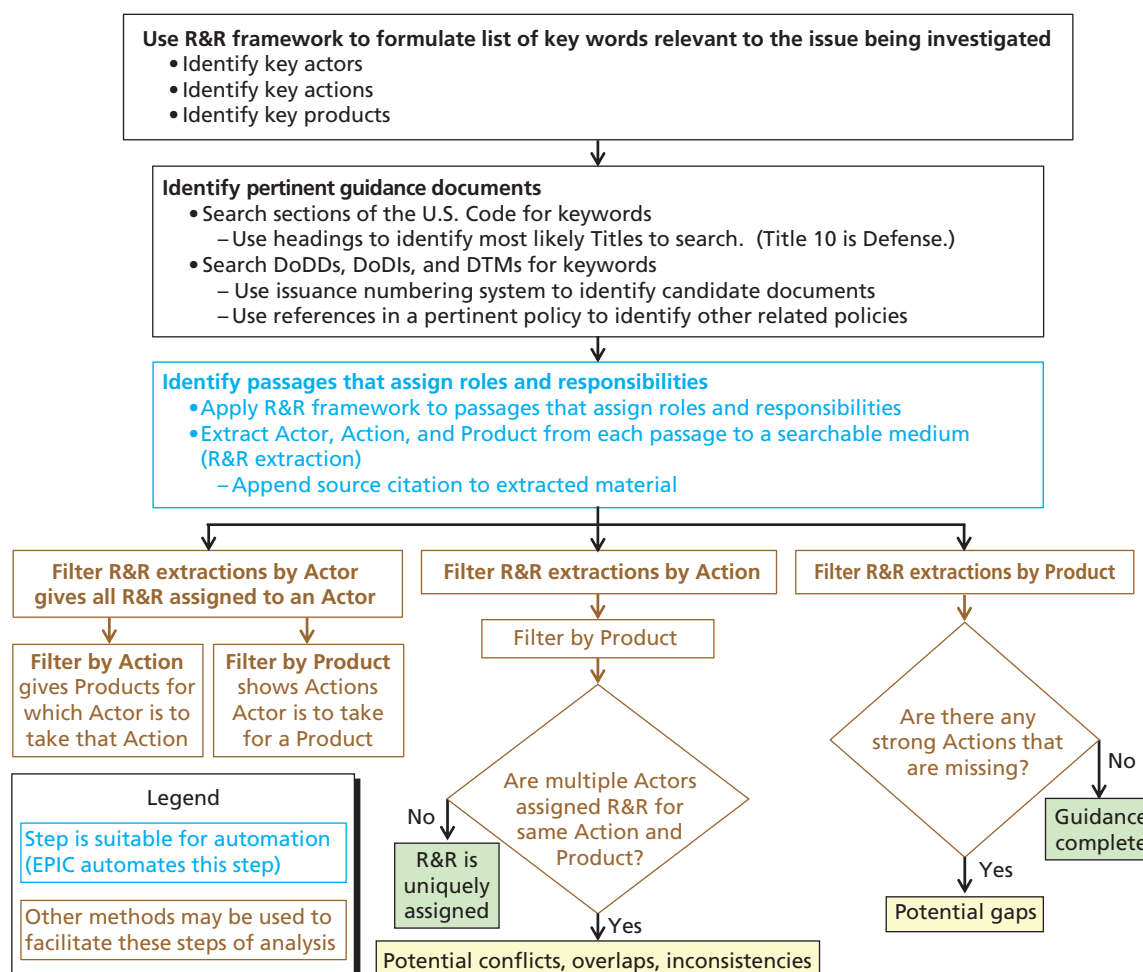 Use R&R framework to formulate list of key words relevant to the issue being investigated
• Identify key actors
• Identify key actions
• Identify key products
Identify pertinent guidance documents
• Search sections of the U.S. Code for keywords
– Use headings to identify most likely Titles to search. (Title 10 is Defense.)
• Search DoDDs, DoDIs, and DTMs for keywords
– Use issuance numbering system to identify candidate documents
– Use references in a pertinent policy to identify other related policies
Identify passages that assign roles and responsibilities
• Apply R&R framework to passages that assign roles and responsibilities
• Extract Actor, Action, and Product from each passage to a searchable medium
(R&R extraction)
– Append source citation to extracted material
Filter R&R extractions by Actor
gives all R&R assigned to an Actor
Filter by Action
gives Products for
which Actor is to
take that Action
Filter by Product
shows Actions
Actor is to take
for a Product
Filter R&R extractions by Action
Filter by Product
Are multiple Actors
assigned R&R for
same Action and
Product?
No
R&R is
uniquely
assigned
Yes
Potential conflicts, overlaps, inconsistencies
Filter R&R extractions by Product
Are there any
strong Actions that
are missing?
No
Guidance
complete
Yes
Potential gaps
Legend
Step is suitable for automation
(EPIC automates this step)
Other methods may be used to
facilitate these steps of analysis